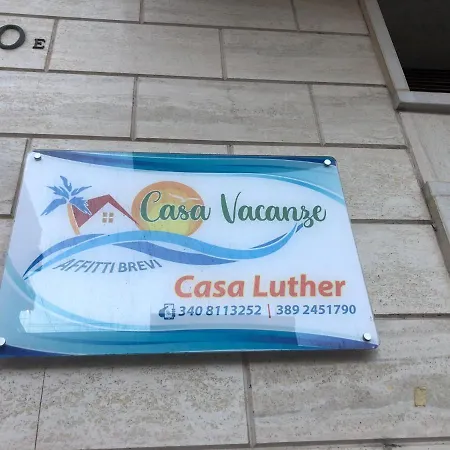 O E
Casa Vacanze
AFFITTI BREVI
Casa Luther
340 8113252 | 389 2451790